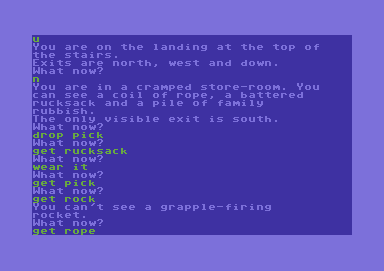 u
You are on the landing at the top of
the stairs.
Exits are north, west and down.
What now?
n
You are in a cramped store-room. You
can see a coil of rope, a battered
rucksack and a pile of family
rubbish.
The only visible exit is south.
What now?
drop pick
What now?
get rucksack
What now?
wear it
What now?
get pick
What now?
get rock
You can't see a grapple-firing
rocket.
What now?
get rope